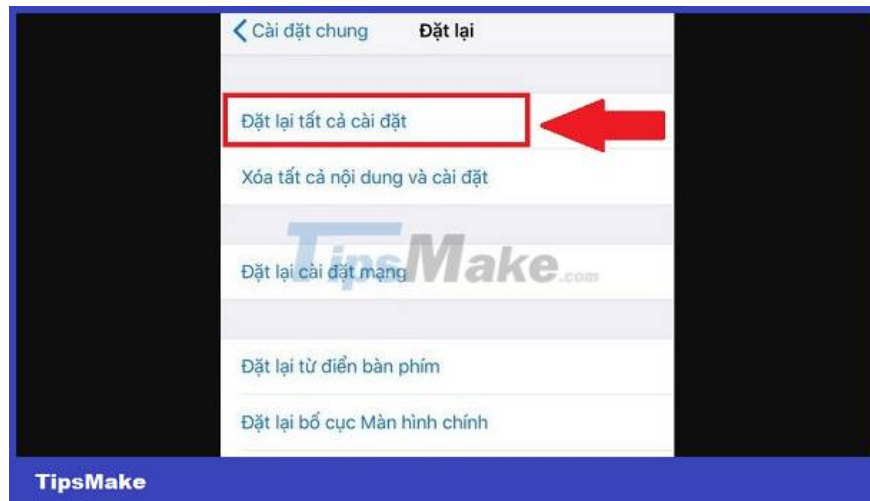 Cài đặt chung Đặt lại
Đặt lại tất cả cài đặt
Xóa tất cả nội dung và cài đặt
TipsMake.com
Đặt lại cài đặt mạng
Đặt lại từ điển bàn phím
Đặt lại bố cục Màn hình chính
TipsMake